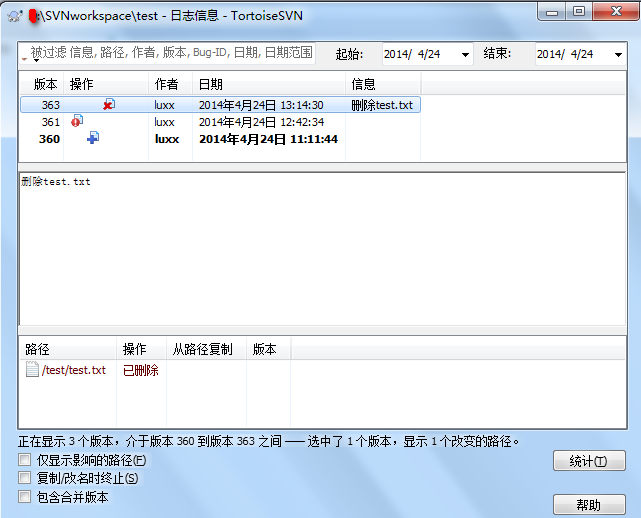 :\SVNworkspace\test - 日志信息 - TortoiseSVN
被过滤 信息, 路径, 作者, 版本, Bug-ID, 日期, 日期范围 起始: 2014/ 4/24 结束: 2014/ 4/24
版本 操作 作者 日期 信息
363 luxx 2014年4月24日 13:14:30 删除test.txt
361 luxx 2014年4月24日 12:42:34
360 luxx 2014年4月24日 11:11:44
删除test.txt
路径 操作 从路径复制 版本
/test/test.txt 已删除
正在显示 3 个版本，介于版本 360 到版本 363 之间 —— 选中了 1 个版本，显示 1 个改变的路径。
仅显示影响的路径(F)
统计(T)
复制/改名时终止(S)
包含合并版本
帮助